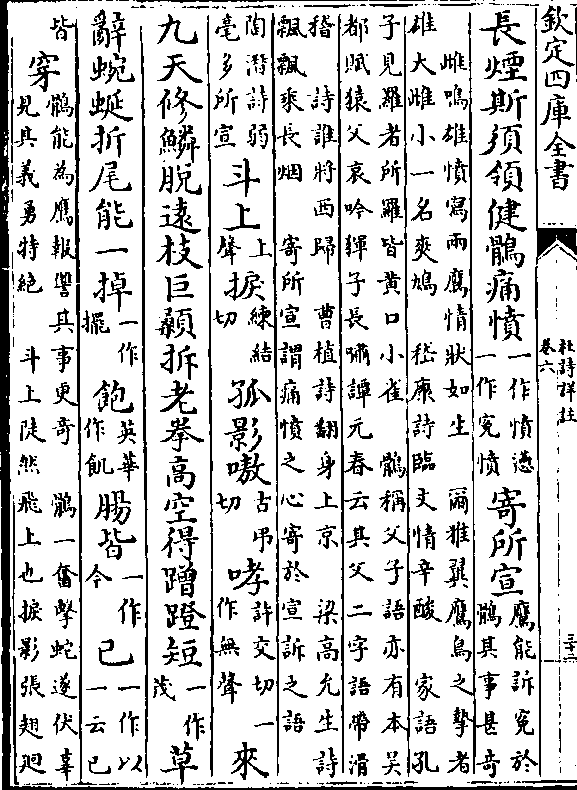 欽定四庫全書
杜詩詳註
卷六
長煙斯須領健鶻痛憤一作憤懣一作寃憤寄所宣鷹能訴寃於鶻其事甚奇
雌鳴雄憤寫兩鷹情狀如生 爾雅翼鷹鳥之摯者
雄大雌小一名爽鳩 嵇康詩臨文情辛酸 家語孔
子見羅者所羅皆黄口小雀 鶻稱父子語亦有本吴
都賦猿父哀吟㺒子長嘯譚元春云其父二字語帶滑
稽 詩誰將西歸 曹植詩翻身上京 梁高允生詩
飄飄乘長烟 寄所宣謂痛憤之心寄於宣訴之語
陶潛詩弱毫多所宣 斗上上聲捩練結切孤影噭古弔切哮許交切一作無聲來
九天修鱗脫遠枝巨顙拆老拳高空得蹭蹬短一作茂草
辭蜿蜒折尾能一掉一作擺飽英華作飢腸皆一作今已一作以一云已
皆穿鶻能為鷹報讐其事更奇 鶻一奮擊蛇遂伏辜
見其義勇特絶 斗上陡然飛上也捩影張翅廻